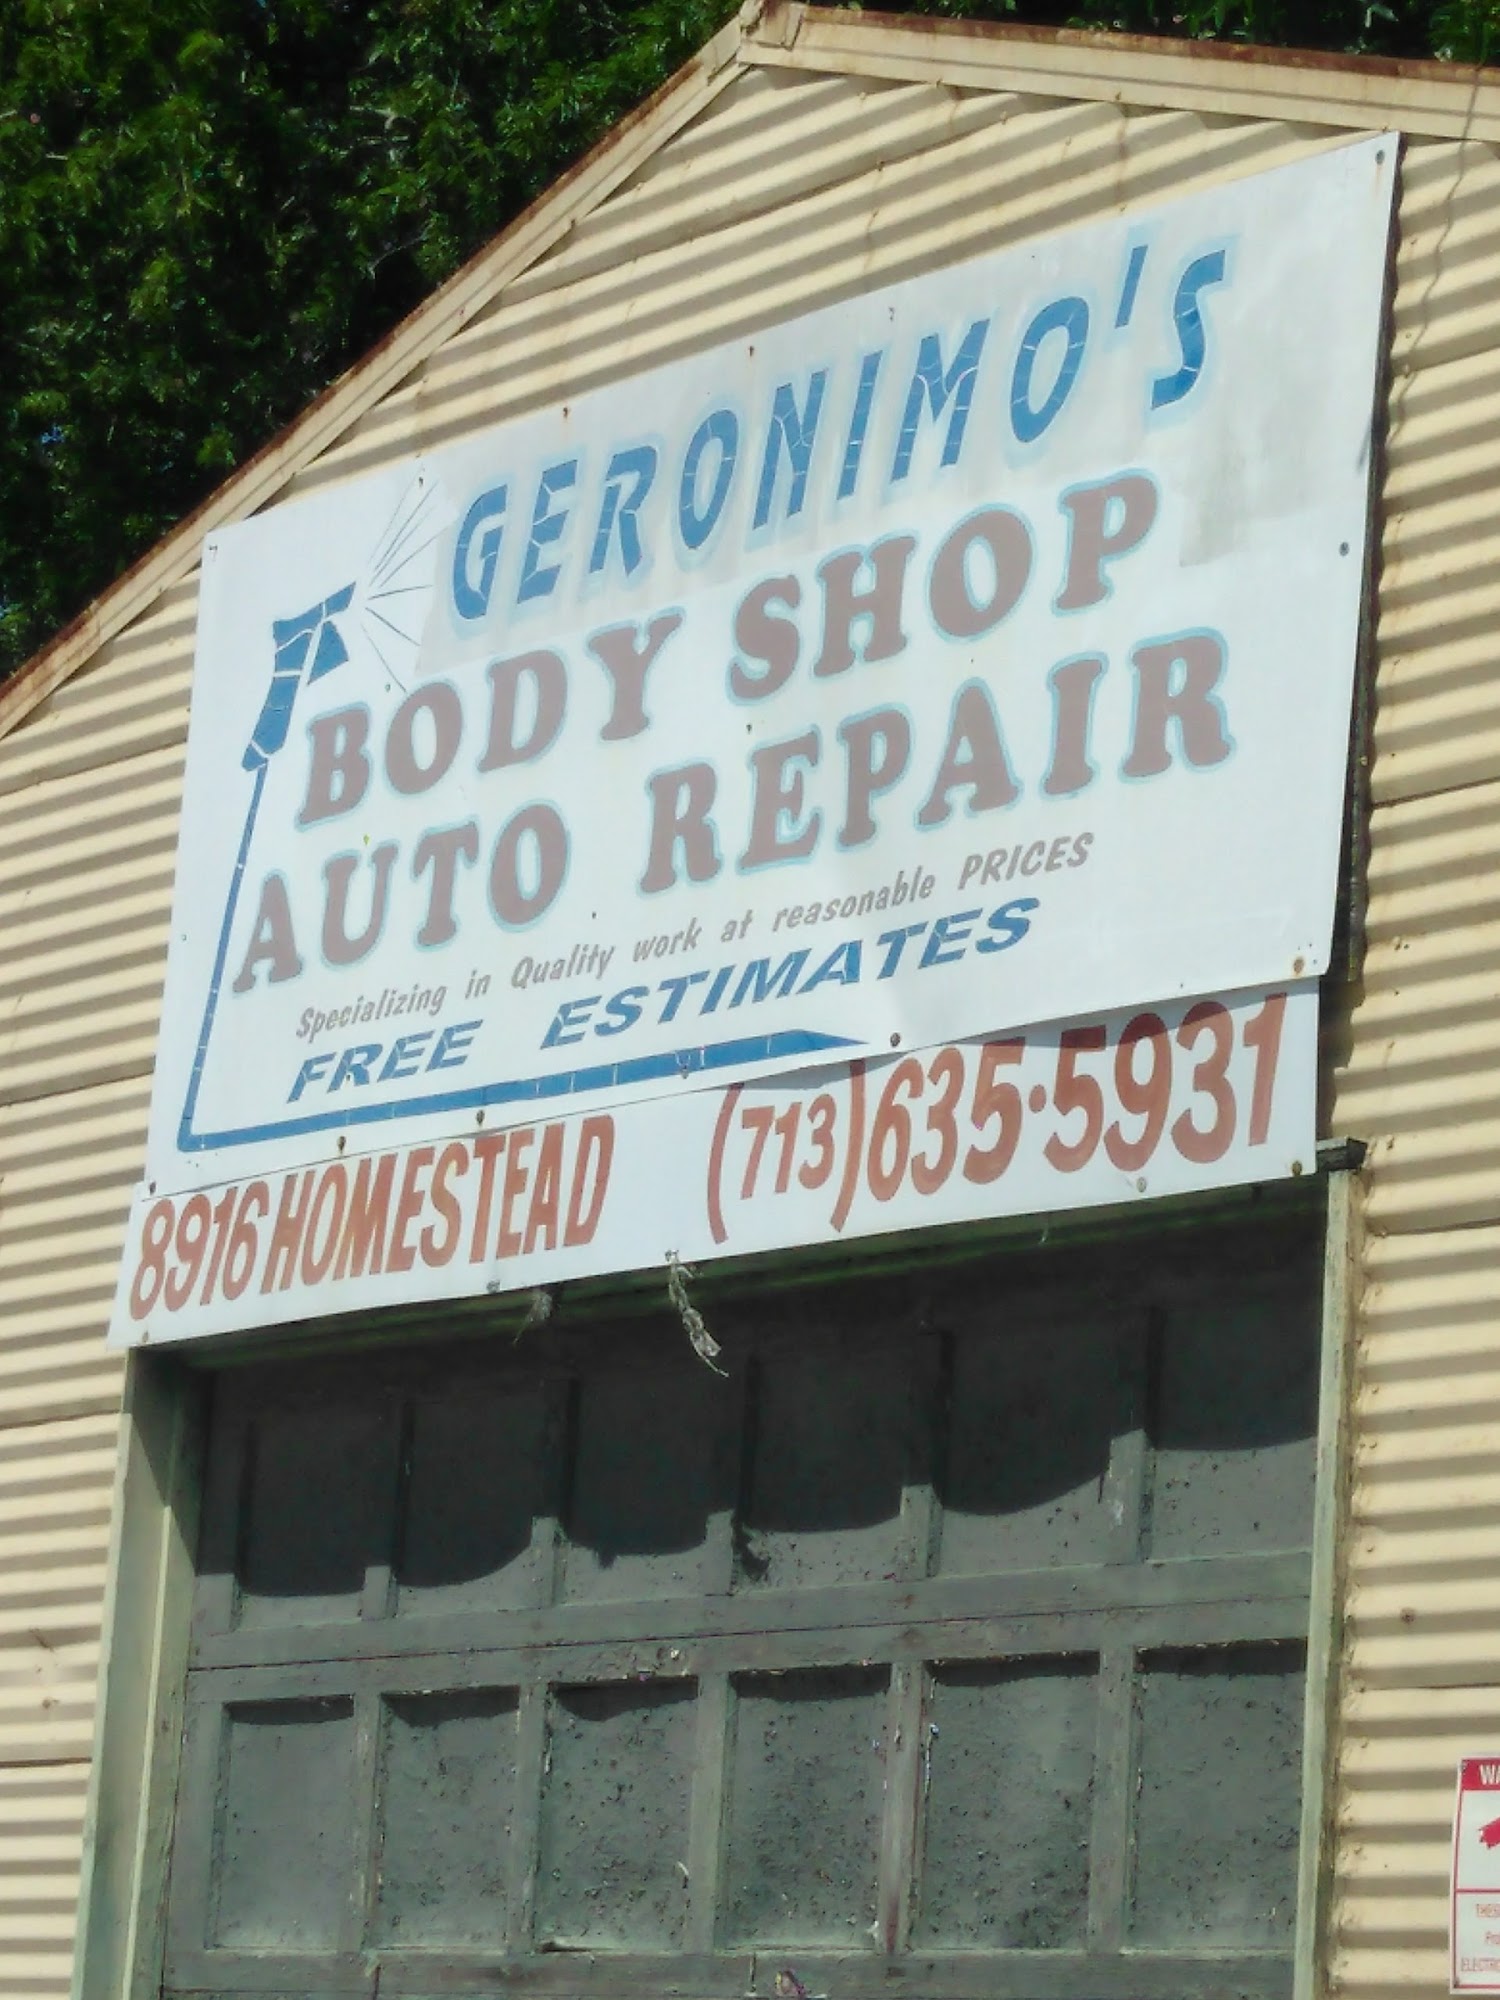 GERONIMO'S
BODY SHOP
AUTO REPAIR
Specializing in Quality work at reasonable PRICES
FREE ESTIMATES
8916 HOMESTEAD (713) 635·5931